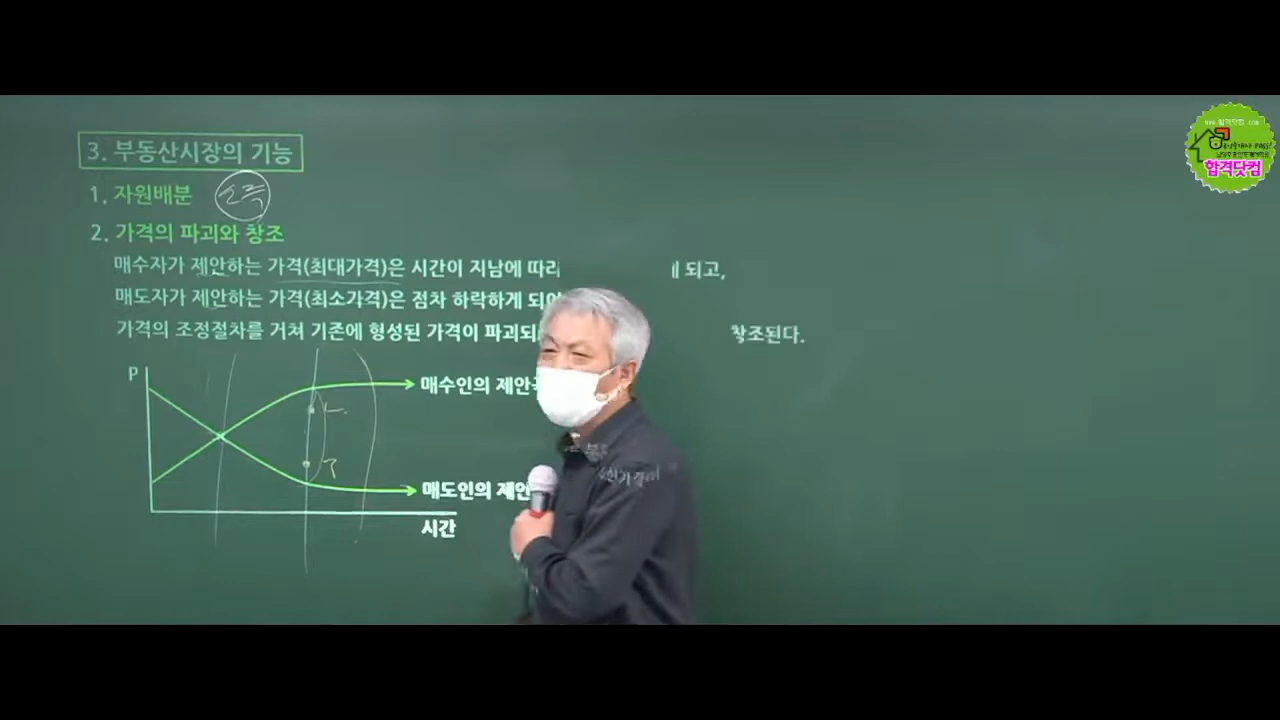 3. 부동산시장의 기능
1. 자원배분
2. 가격의 파괴와 창조
매수자가 제안하는 가격(최대가격)은 시간이 지남에 따라 되고,
매도자가 제안하는 가격(최소가격)은 점차 하락하게 되어
가격의 조정절차를 거쳐 기존에 형성된 가격이 파괴되 창조된다.
P
매수인의 제안
매도인의 제안
시간
www.합격닷컴.com
합격닷컴